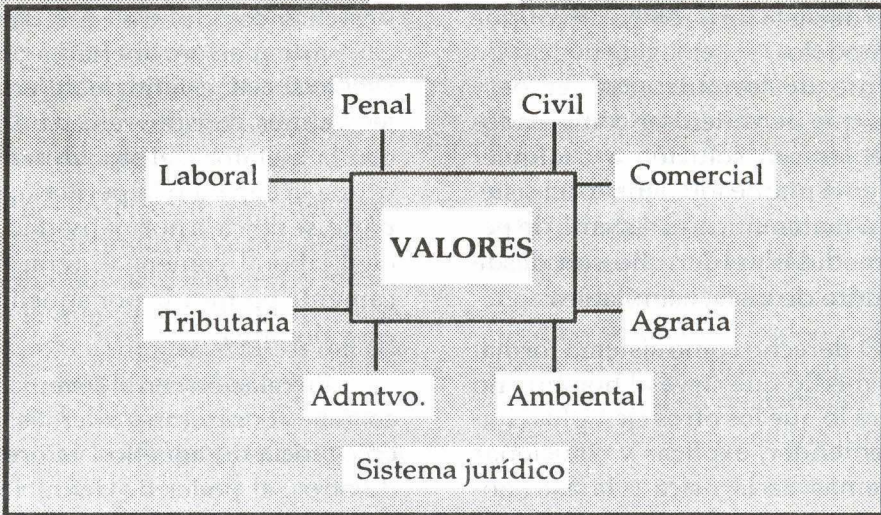 Penal Civil
Laboral Comercial
VALORES
Tributaria Agraria
Admtvo. Ambiental
Sistema jurídico